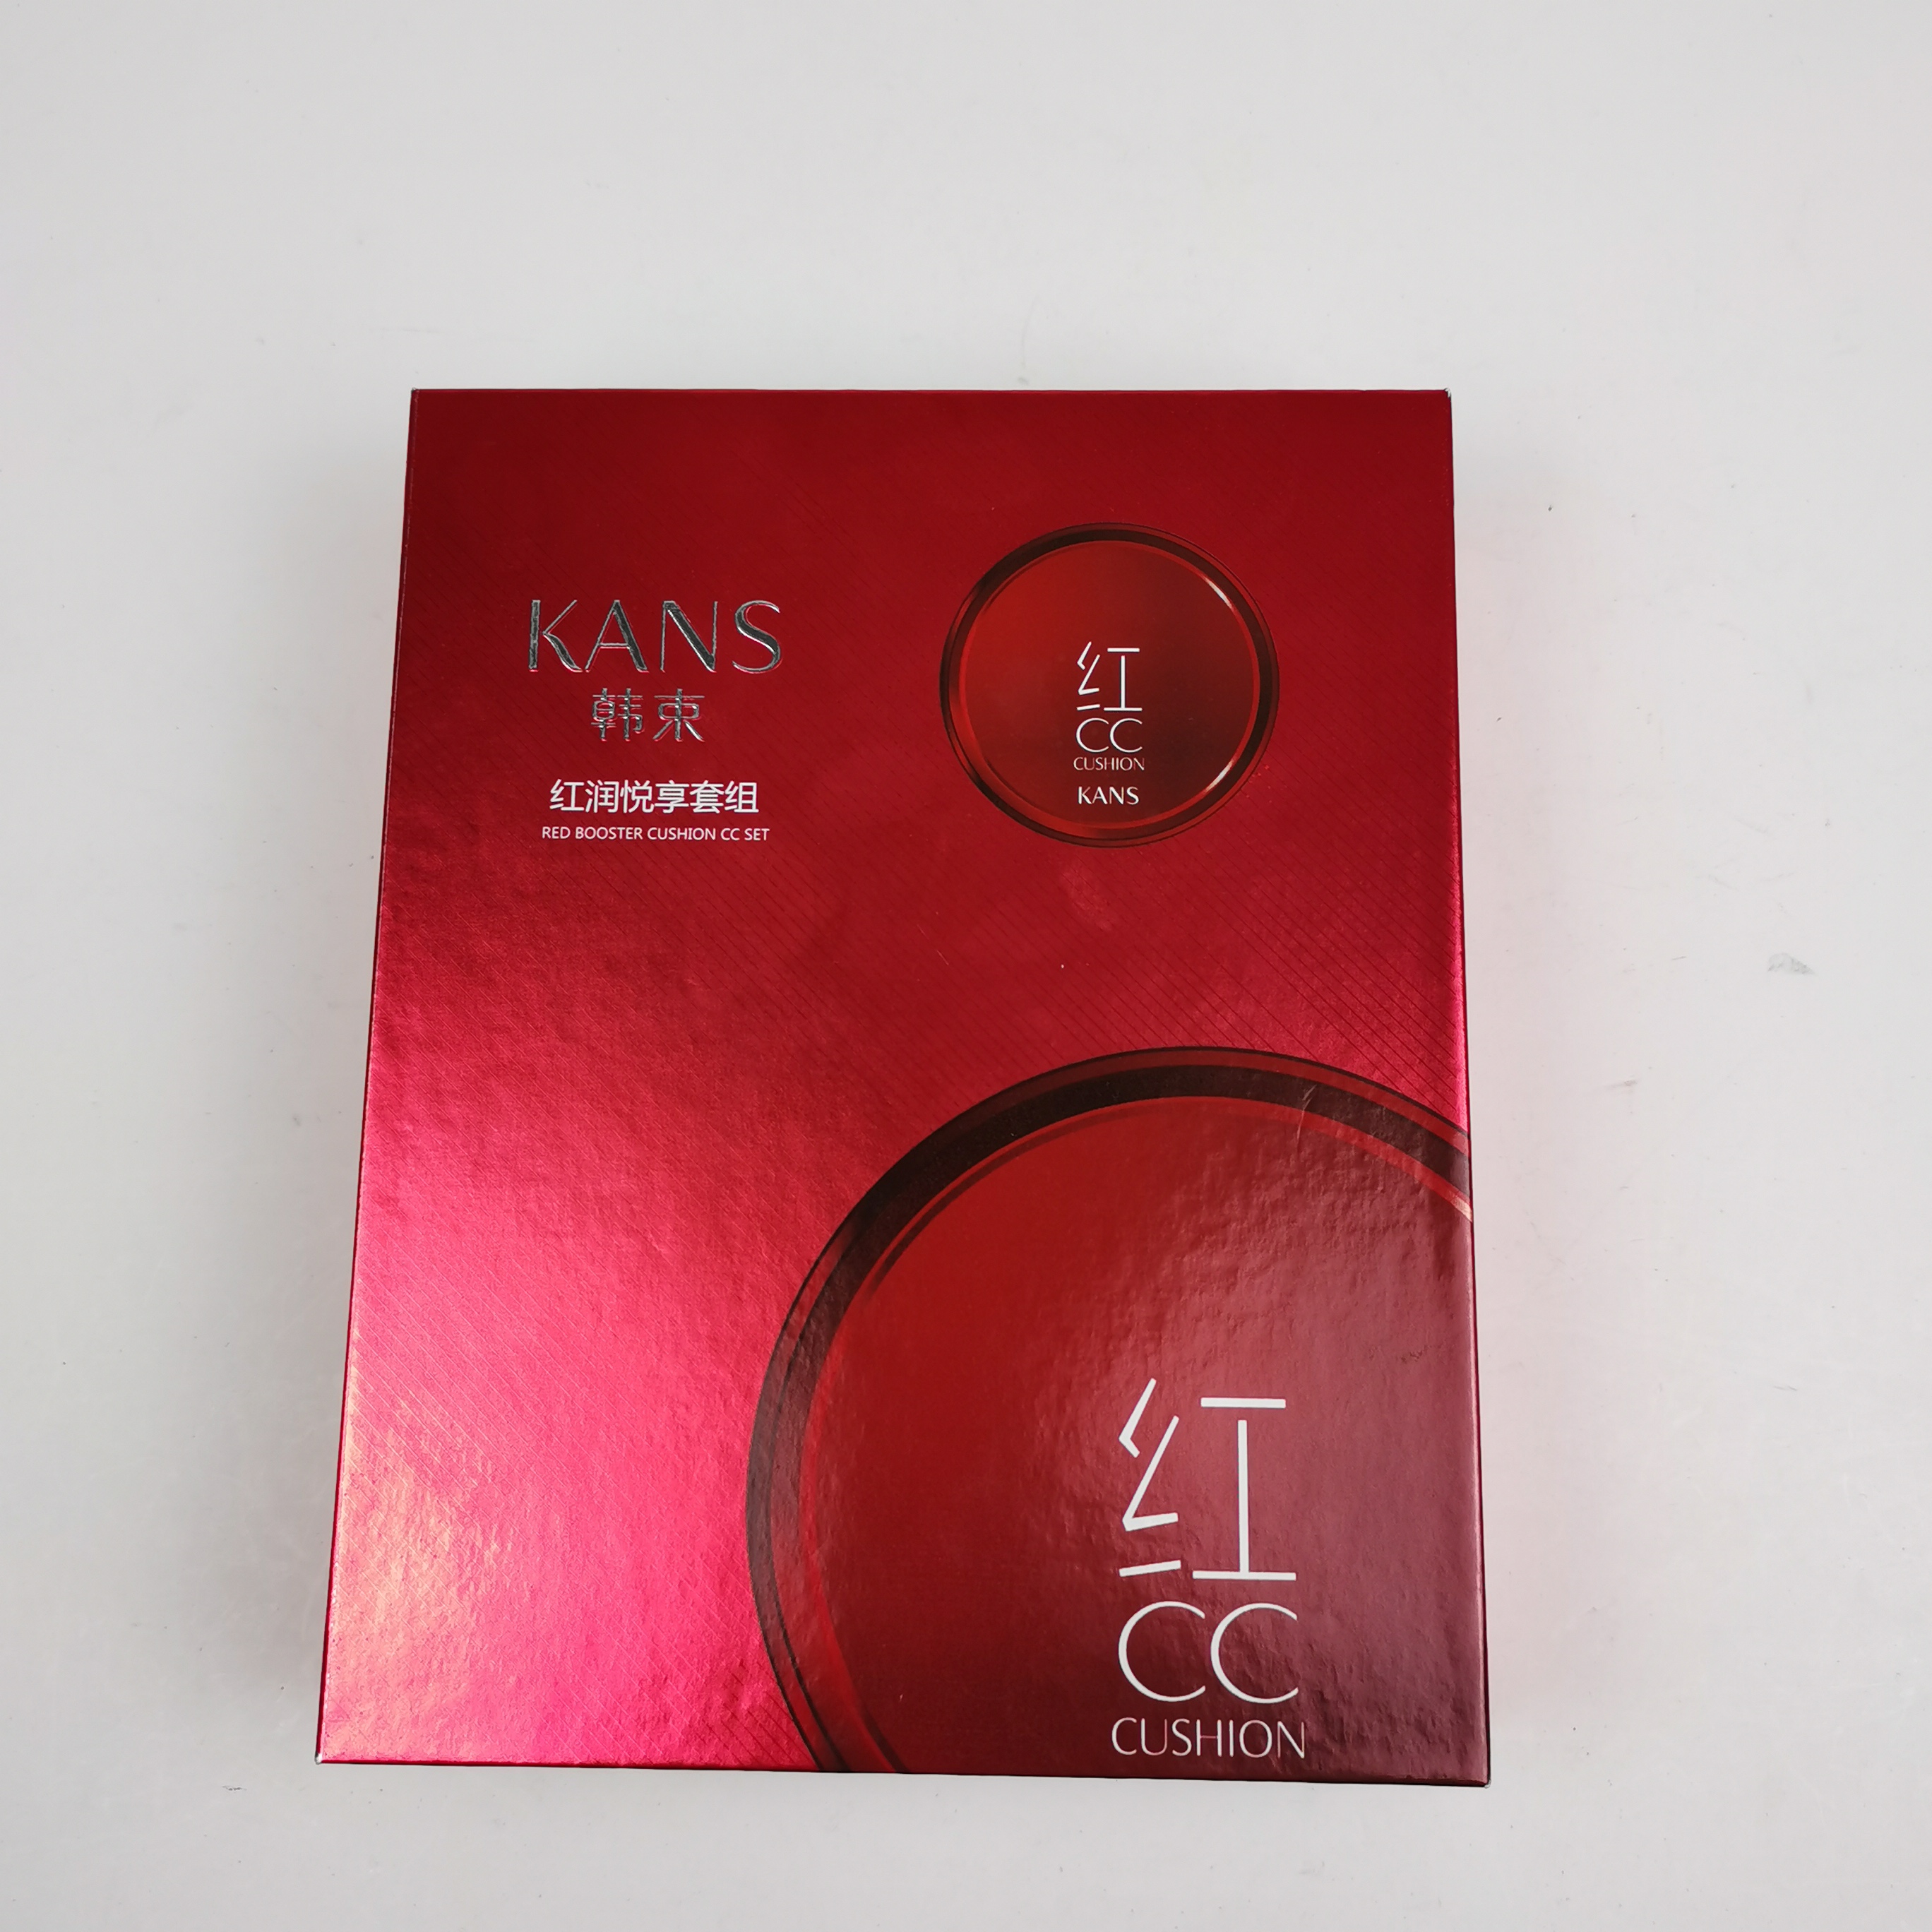 KANS
韩束
红润悦享套组
RED BOOSTER CUSHION CC SET
红
CC
CUSHION
KANS
红
CC
CUSHION